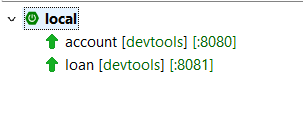 local
account [devtools] [:8080]
loan [devtools] [:8081]